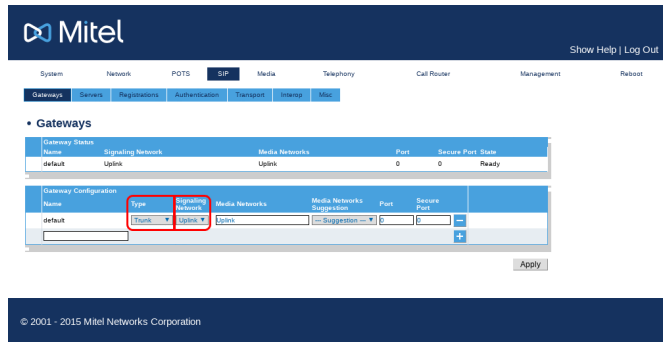 Mitel
Show Help | Log Out
System Network POTS SIP Media Telephony Call Router Management Reboot
Gateways Servers Registrations Authentication Transport Interop Misc
• Gateways
Gateway Status
Name Signaling Network Media Networks Port Secure Port State
default Uplink Uplink 0 0 Ready
Gateway Configuration
Name Type Signaling Network Media Networks Media Networks Suggestion Port Secure Port
default Trunk Uplink Uplink --- Suggestion --- 0 0
Apply
© 2001 - 2015 Mitel Networks Corporation